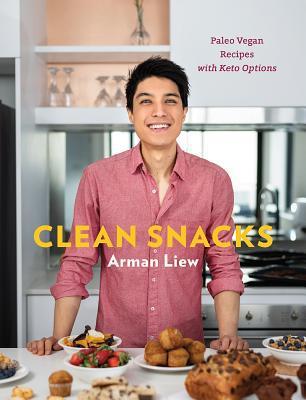 Paleo Vegan
Recipes
with Keto Options
CLEAN SNACKS
Arman Liew